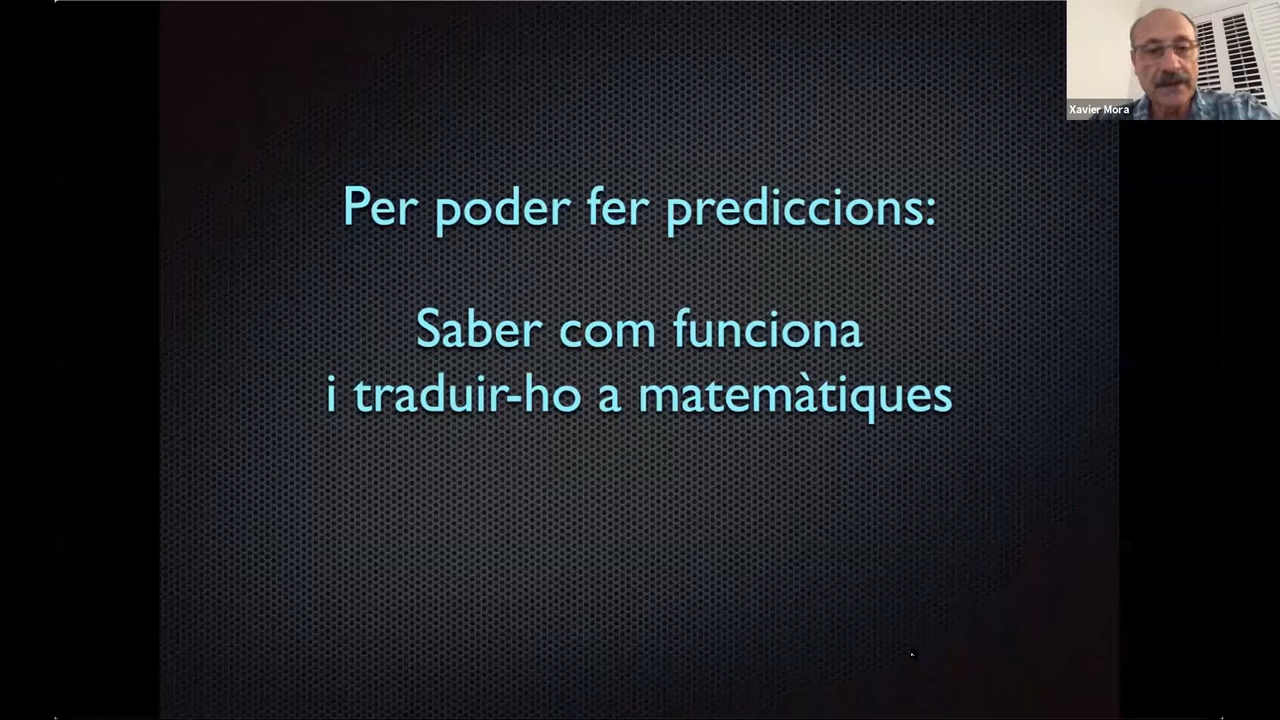 Per poder fer prediccions:
Saber com funciona
i traduir-ho a matemàtiques
Xavier Mora